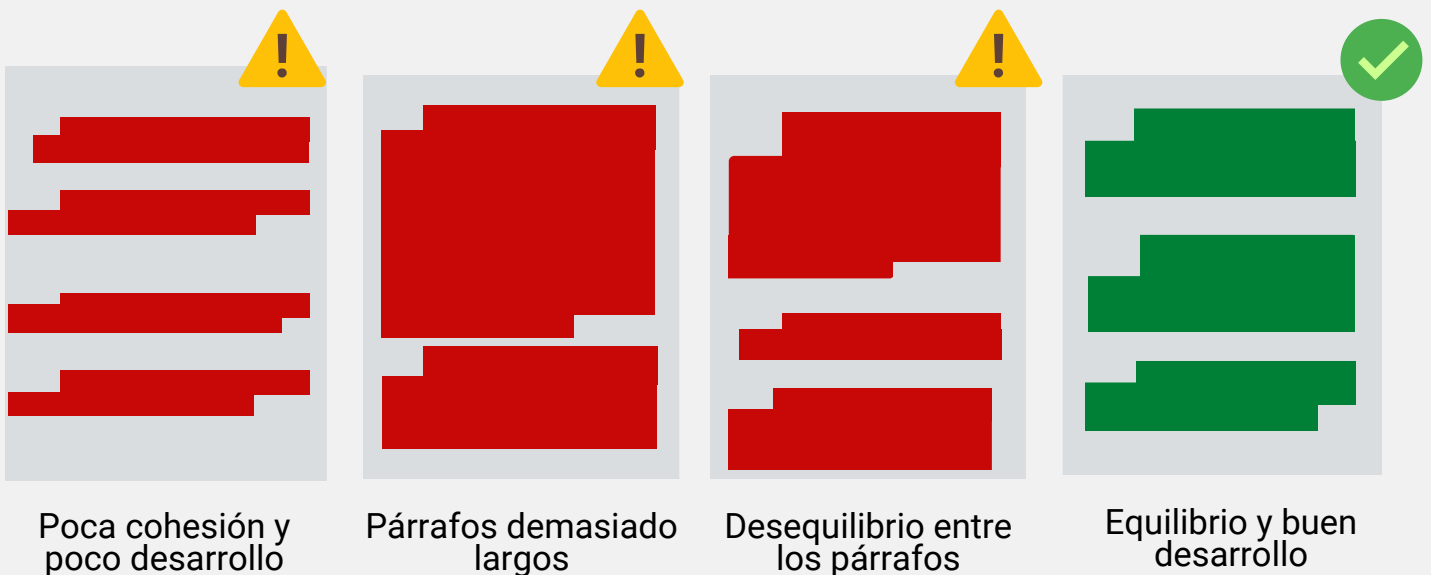 Poca cohesión y
poco desarrollo
Párrafos demasiado
largos
Desequilibrio entre
los párrafos
Equilibrio y buen
desarrollo